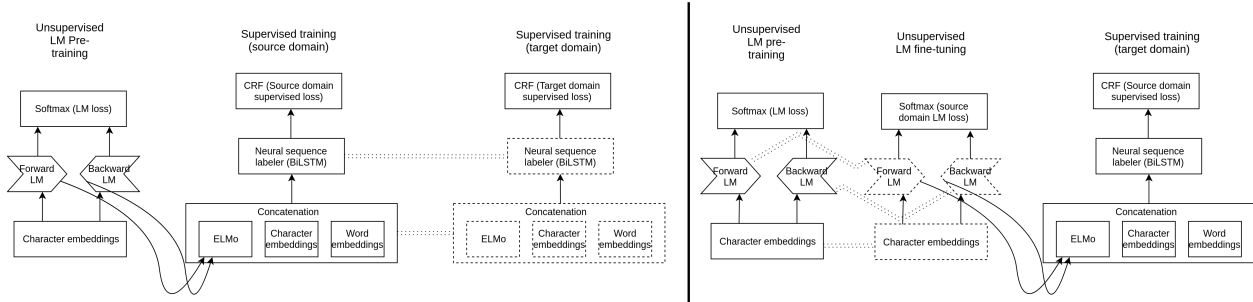 Unsupervised
LM Pre-
training
Supervised training
(source domain)
Supervised training
(target domain)
Softmax (LM loss)
CRF (Source domain
supervised loss)
CRF (Target domain
supervised loss)
Neural sequence
labeler (BiLSTM)
Neural sequence
labeler (BiLSTM)
Forward
LM
Backward
LM
Character embeddings
Concatenation
ELMo
Character
embeddings
Word
embeddings
Concatenation
ELMo
Character
embeddings
Word
embeddings
Unsupervised
LM pre-
training
Unsupervised
LM fine-tuning
Supervised training
(target domain)
Softmax (LM loss)
Softmax (source
domain LM loss)
CRF (Source domain
supervised loss)
Neural sequence
labeler (BiLSTM)
Forward
LM
Backward
LM
Forward
LM
Backward
LM
Character embeddings
Character embeddings
Concatenation
ELMo
Character
embeddings
Word
embeddings